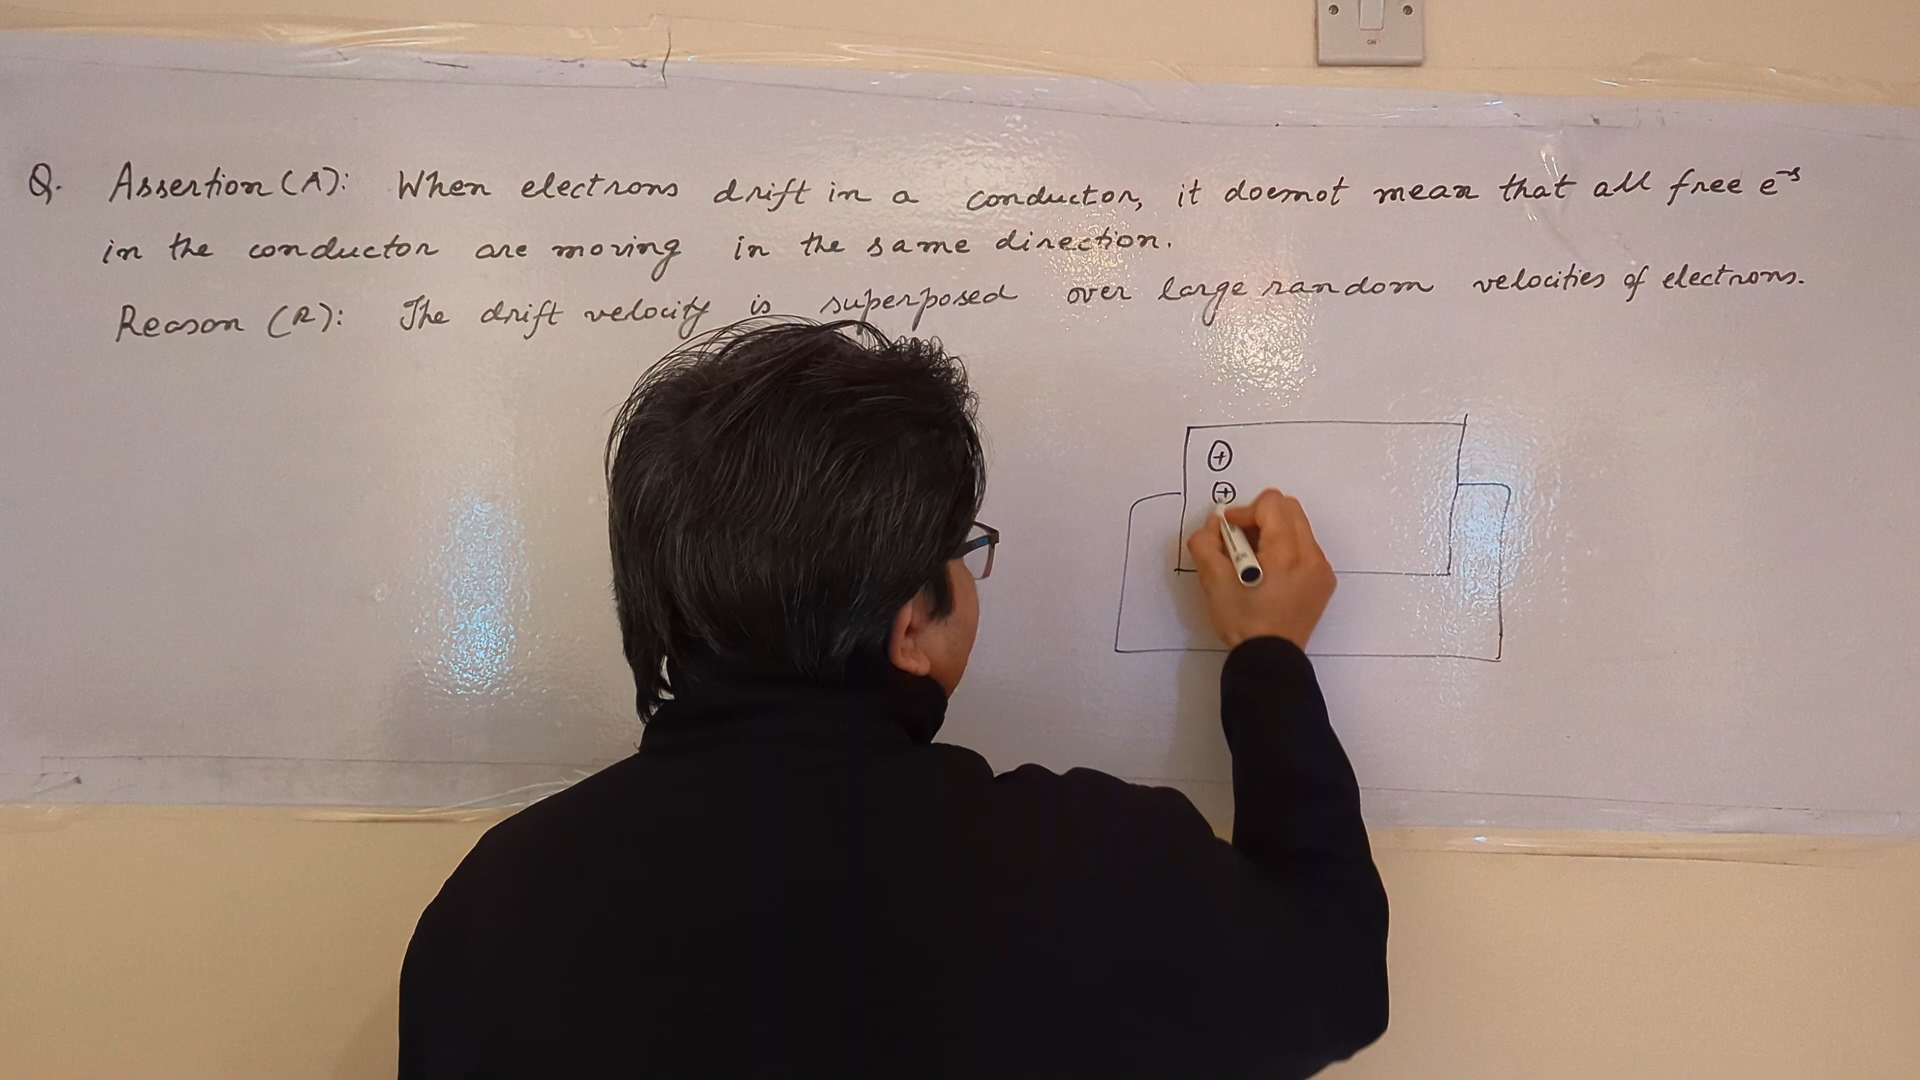 Q. Assertion (A): When electrons drift in a conductor, it doesnot mean that all free e⁻ˢ
in the conductor are moving in the same direction.
Reason (R): The drift velocity is superposed over large random velocities of electrons.
+
+